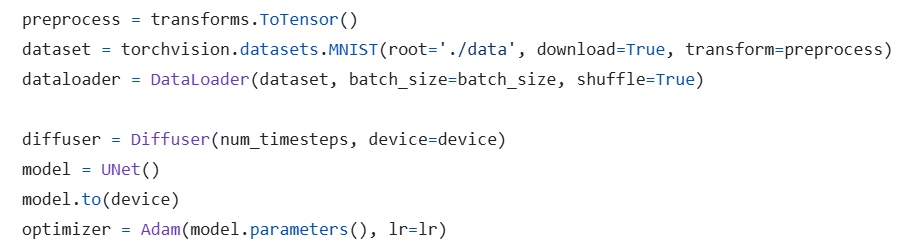 preprocess = transforms.ToTensor()
dataset = torchvision.datasets.MNIST(root='./data', download=True, transform=preprocess)
dataloader = DataLoader(dataset, batch_size=batch_size, shuffle=True)
diffuser = Diffuser(num_timesteps, device=device)
model = UNet()
model.to(device)
optimizer = Adam(model.parameters(), lr=lr)